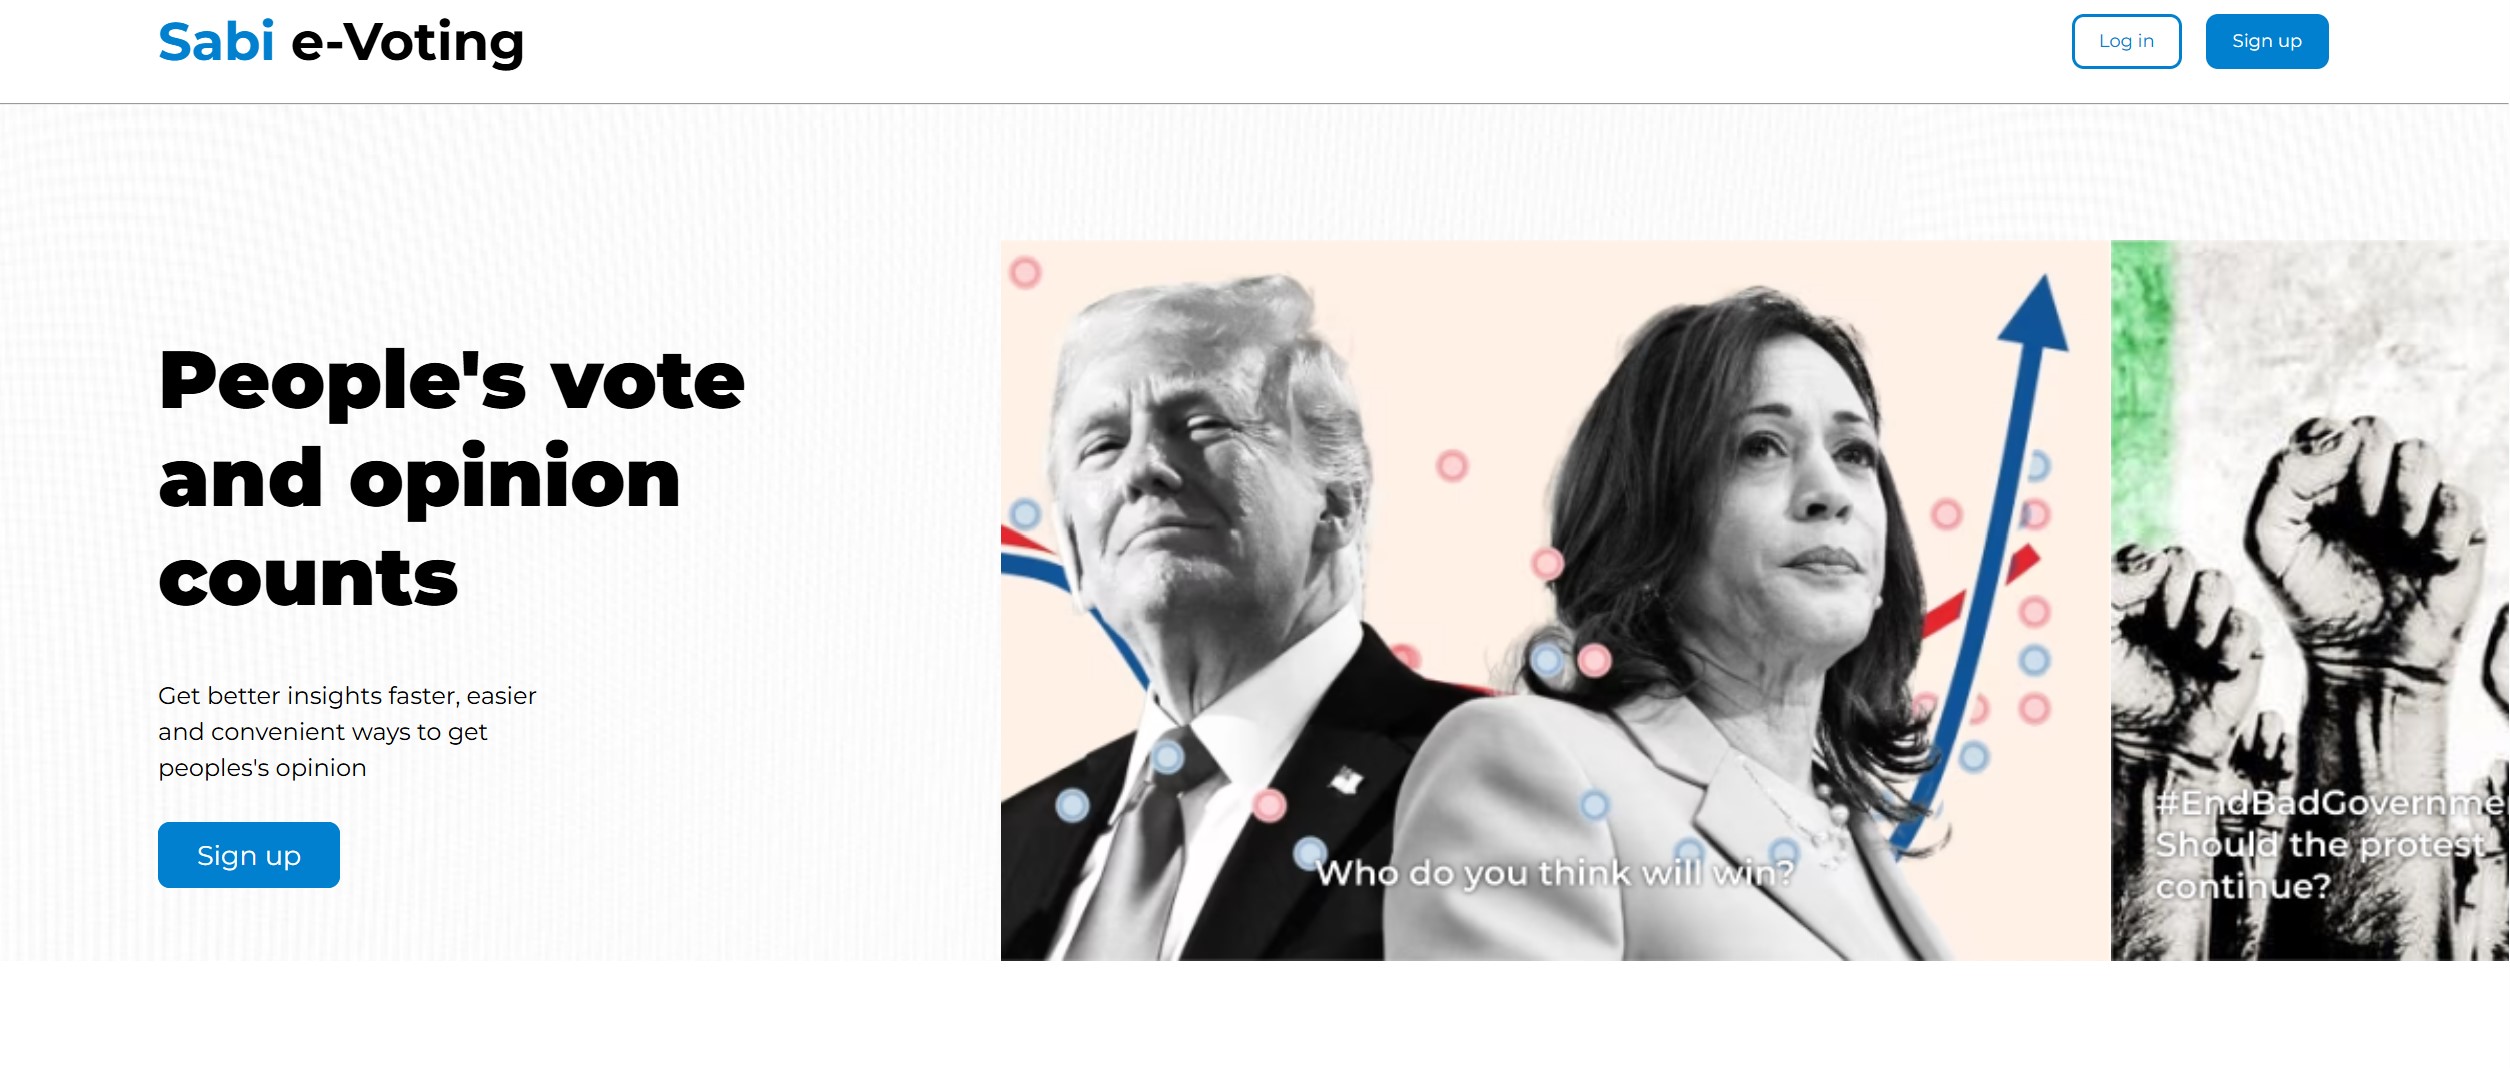 Sabi e-Voting
Log in
Sign up
People's vote
and opinion
counts
Get better insights faster, easier
and convenient ways to get
peoples's opinion
Sign up
Who do you think will win?
#EndBadGovernme
Should the protest
continue?